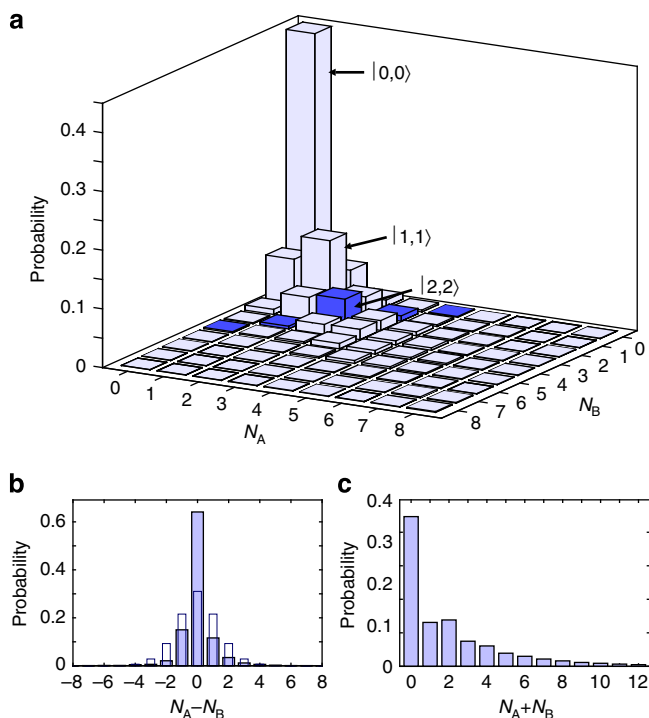 a
|0,0⟩
|1,1⟩
|2,2⟩
Probability
0.4
0.3
0.2
0.1
0
0 1 2 3 4 5 6 7 8
N_A
8 7 6 5 4 3 2 1 0
N_B
b
Probability
0.6
0.4
0.2
0
−8 −6 −4 −2 0 2 4 6 8
N_A−N_B
c
Probability
0.4
0.3
0.2
0.1
0
0 2 4 6 8 10 12
N_A+N_B